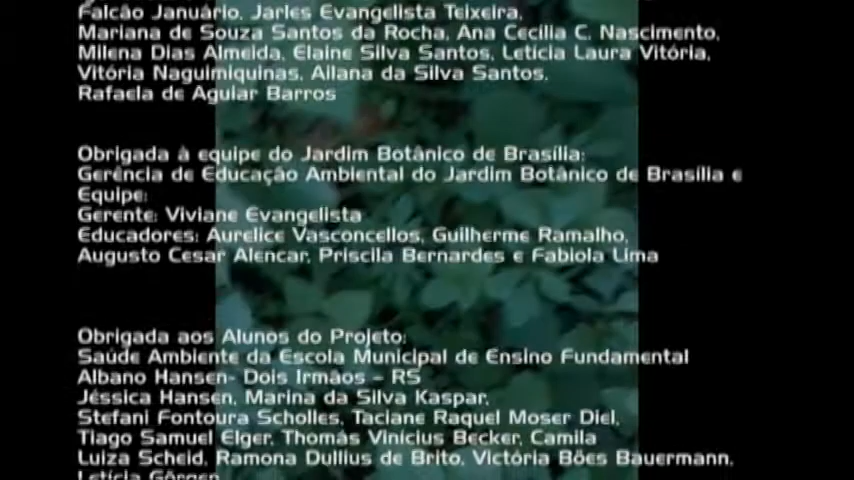 Falcão Januário, Jarles Evangelista Teixeira,
Mariana de Souza Santos da Rocha, Ana Cecilia C. Nascimento,
Milena Dias Almeida, Elaine Silva Santos, Letícia Laura Vitória,
Vitória Naguimiquinas, Allana da Silva Santos,
Rafaela de Aguiar Barros
Obrigada à equipe do Jardim Botânico de Brasília:
Gerência de Educação Ambiental do Jardim Botânico de Brasília e
Equipe:
Gerente: Viviane Evangelista
Educadores: Aurelice Vasconcellos, Guilherme Ramalho,
Augusto Cesar Alencar, Priscila Bernardes e Fabiola Lima
Obrigada aos Alunos do Projeto:
Saúde Ambiente da Escola Municipal de Ensino Fundamental
Albano Hansen- Dois Irmãos – RS
Jéssica Hansen, Marina da Silva Kaspar,
Stefani Fontoura Scholles, Taciane Raquel Moser Diel,
Tiago Samuel Elger, Thomás Vinícius Becker, Camila
Luiza Scheid, Ramona Dullius de Brito, Victória Böes Bauermann,
Letícia Görgen